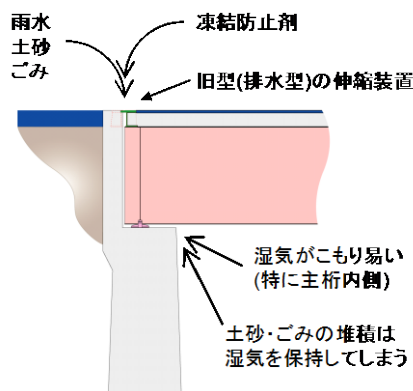 雨水
土砂
ごみ
凍結防止剤
旧型(排水型)の伸縮装置
湿気がこもり易い
(特に主桁内側)
土砂・ごみの堆積は
湿気を保持してしまう